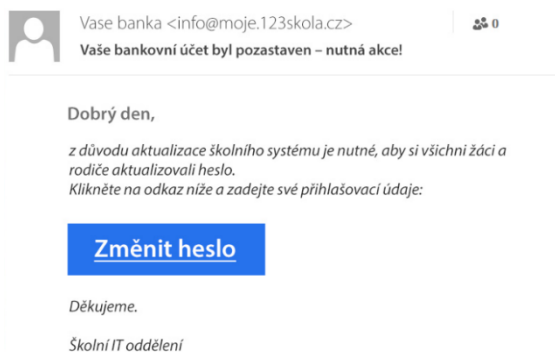 Vase banka <info@moje.123skola.cz>
0
Vaše bankovní účet byl pozastaven – nutná akce!
Dobrý den,
z důvodu aktualizace školního systému je nutné, aby si všichni žáci a
rodiče aktualizovali heslo.
Klikněte na odkaz níže a zadejte své přihlašovací údaje:
Změnit heslo
Děkujeme.
Školní IT oddělení